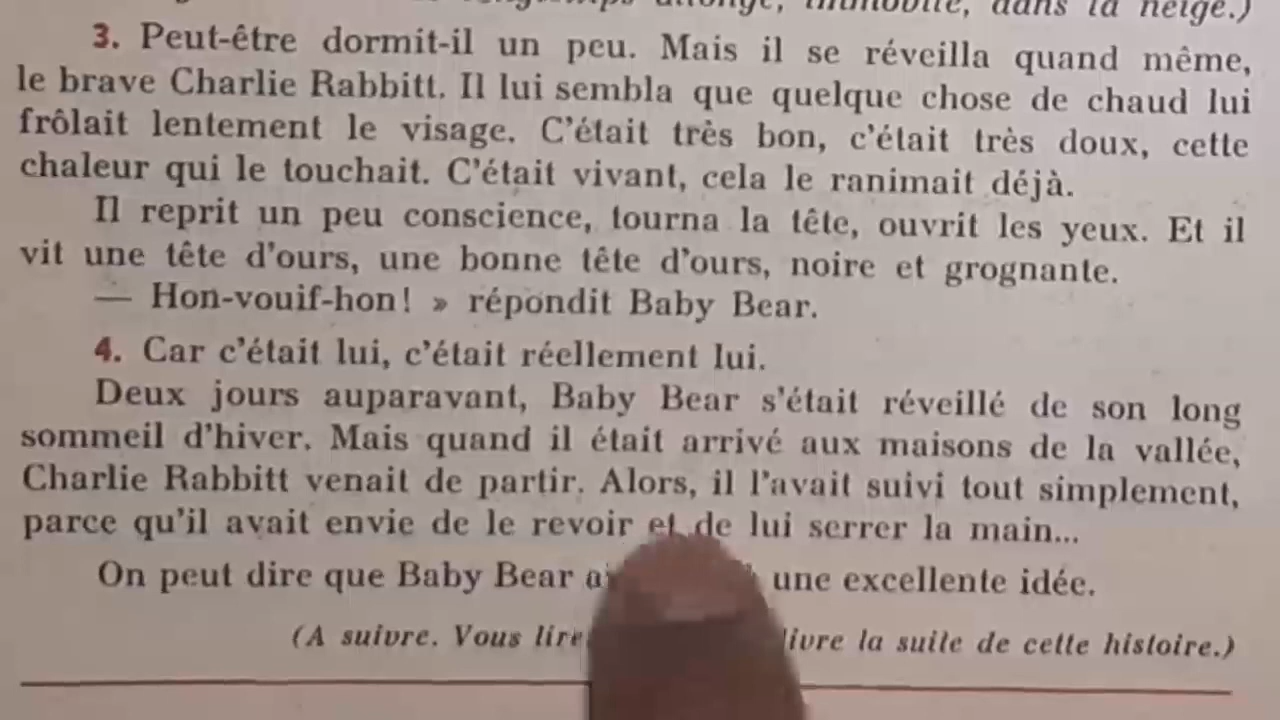 longtemps allongé, immobile, dans la neige.)
3. Peut-être dormit-il un peu. Mais il se réveilla quand même,
le brave Charlie Rabbitt. Il lui sembla que quelque chose de chaud lui
frôlait lentement le visage. C'était très bon, c'était très doux, cette
chaleur qui le touchait. C'était vivant, cela le ranimait déjà.
Il reprit un peu conscience, tourna la tête, ouvrit les yeux. Et il
vit une tête d'ours, une bonne tête d'ours, noire et grognante.
— Hon-vouif-hon! » répondit Baby Bear.
4. Car c'était lui, c'était réellement lui.
Deux jours auparavant, Baby Bear s'était réveillé de son long
sommeil d'hiver. Mais quand il était arrivé aux maisons de la vallée,
Charlie Rabbitt venait de partir. Alors, il l'avait suivi tout simplement,
parce qu'il avait envie de le revoir et de lui serrer la main...
On peut dire que Baby Bear une excellente idée.
(A suivre. Vous livre la suite de cette histoire.)